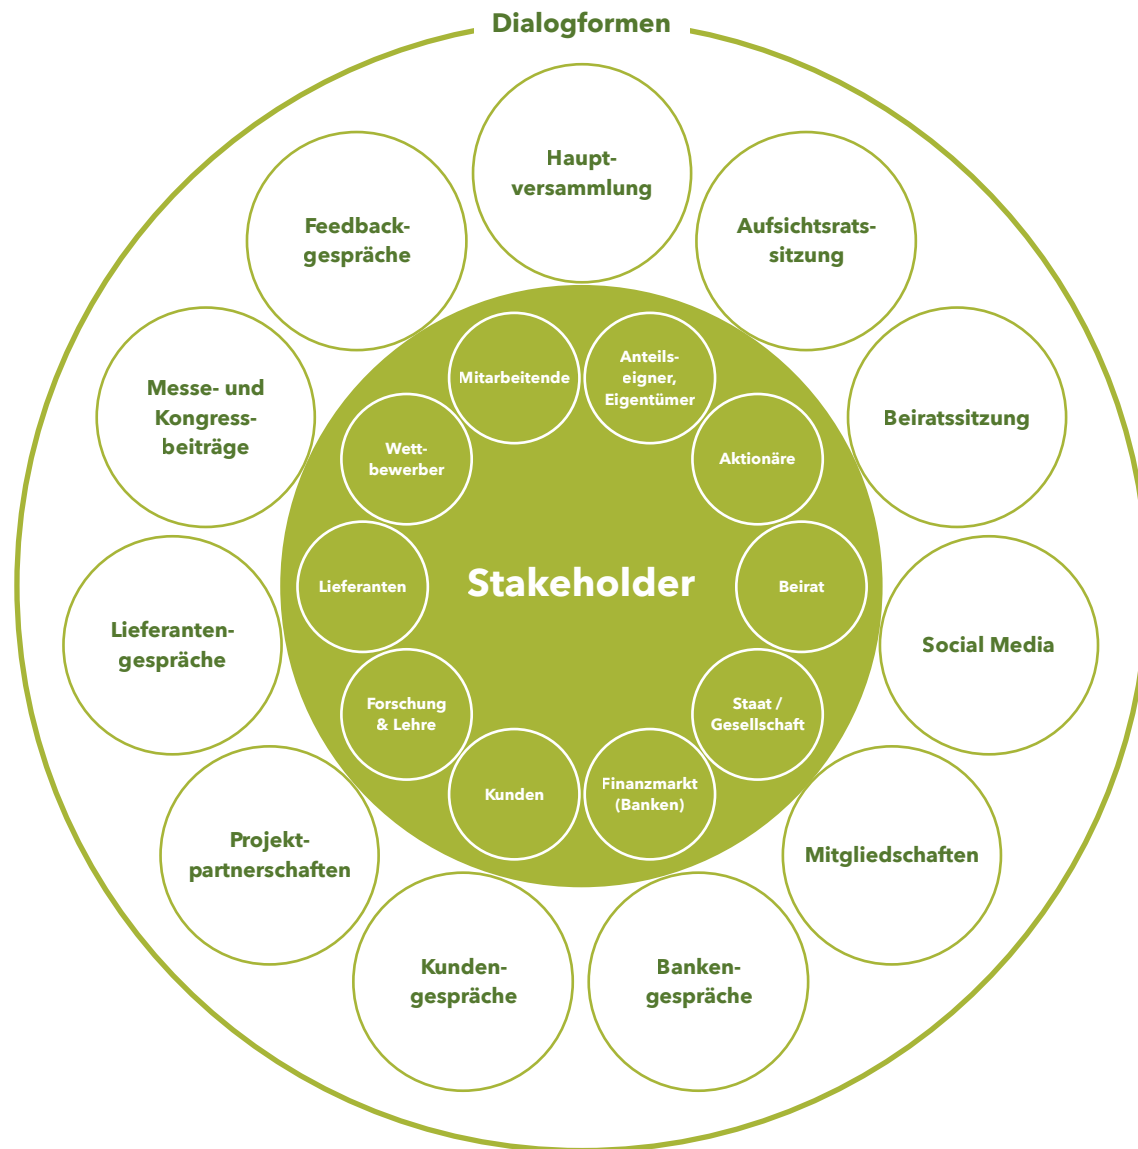 Dialogformen
Haupt-
versammlung
Aufsichtsrats-
sitzung
Beiratssitzung
Social Media
Mitgliedschaften
Banken-
gespräche
Kunden-
gespräche
Projekt-
partnerschaften
Lieferanten-
gespräche
Messe- und
Kongress-
beiträge
Feedback-
gespräche
Stakeholder
Anteils-
eigner,
Eigentümer
Aktionäre
Beirat
Staat /
Gesellschaft
Finanzmarkt
(Banken)
Kunden
Forschung
& Lehre
Lieferanten
Wett-
bewerber
Mitarbeitende